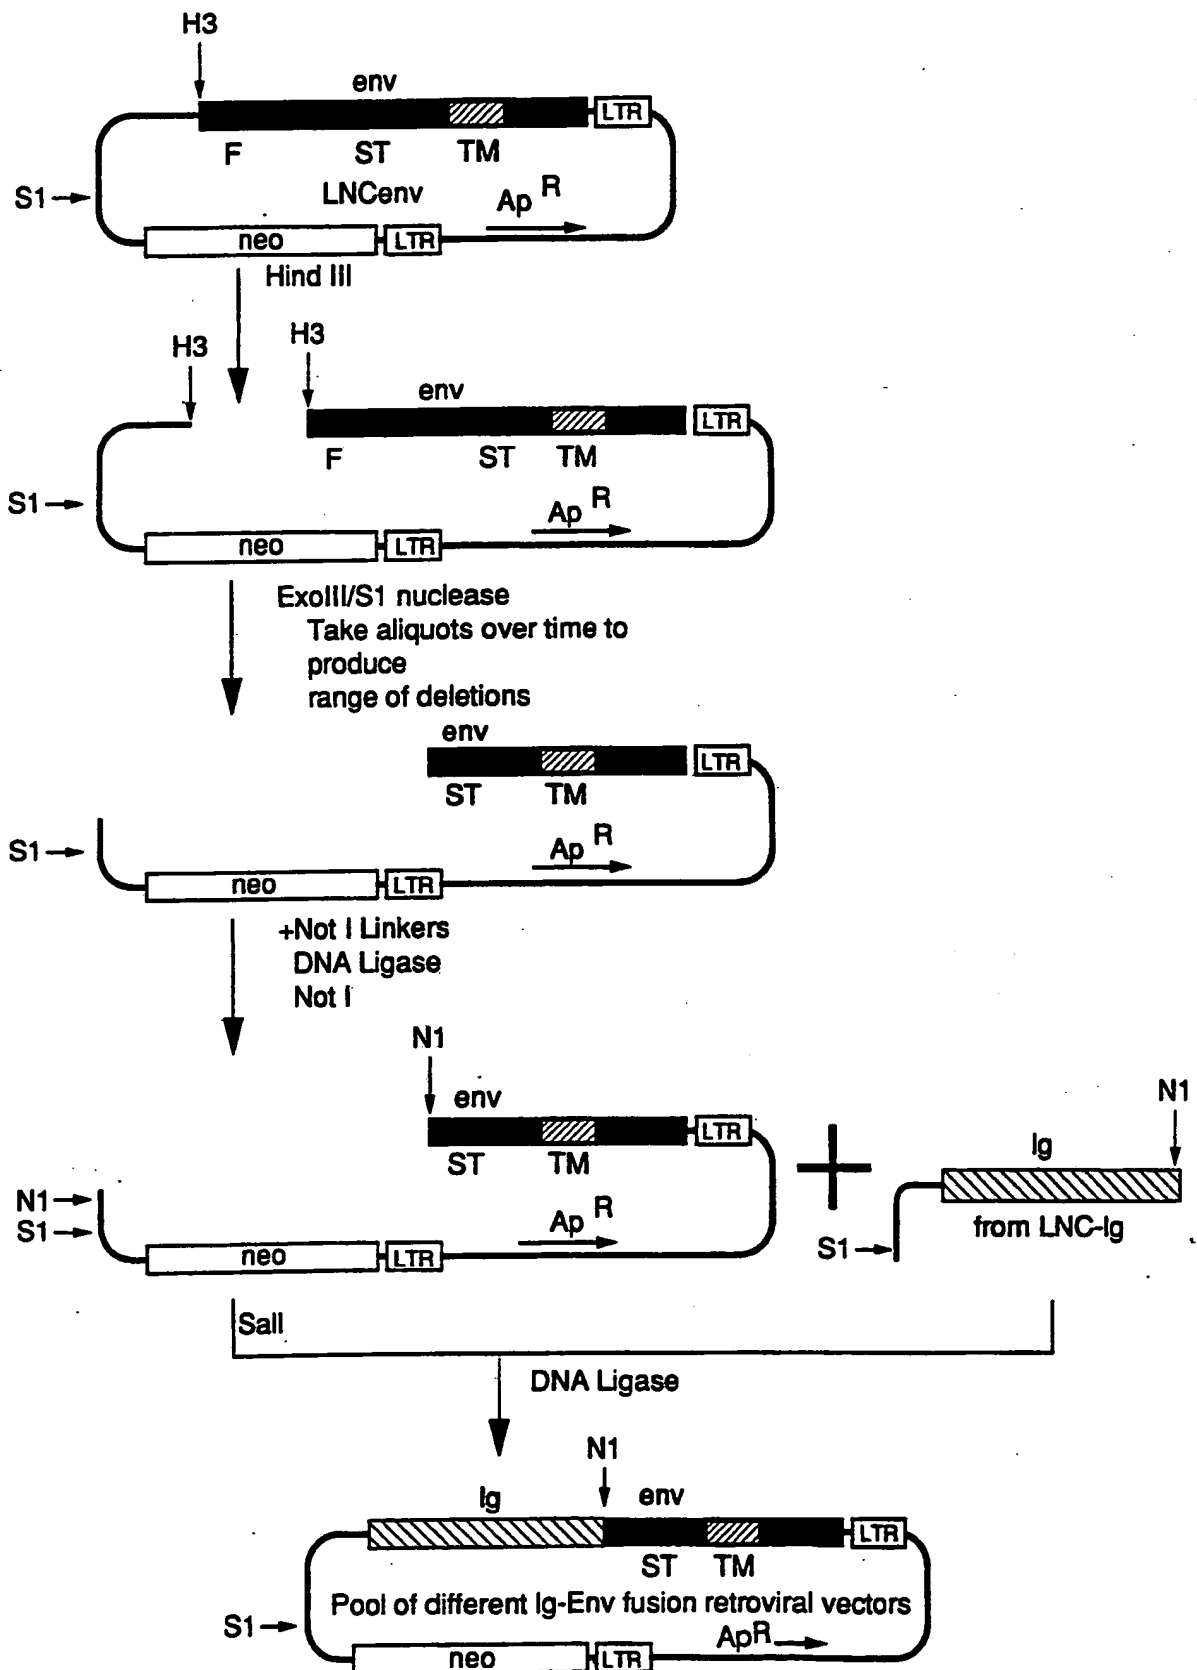 H3
env
LTR
F ST TM
S1
LNCenv
Ap R
neo LTR
Hind III
H3 H3
env
LTR
F ST TM
S1
Ap R
neo LTR
ExoIII/S1 nuclease
Take aliquots over time to
produce
range of deletions
env
LTR
ST TM
S1
Ap R
neo LTR
+Not I Linkers
DNA Ligase
Not I
N1
env
LTR
ST TM
N1
S1
Ap R
neo LTR
N1
Ig
from LNC-Ig
S1
SalI
DNA Ligase
N1
Ig env
LTR
ST TM
Pool of different Ig-Env fusion retroviral vectors
S1
ApR
neo LTR